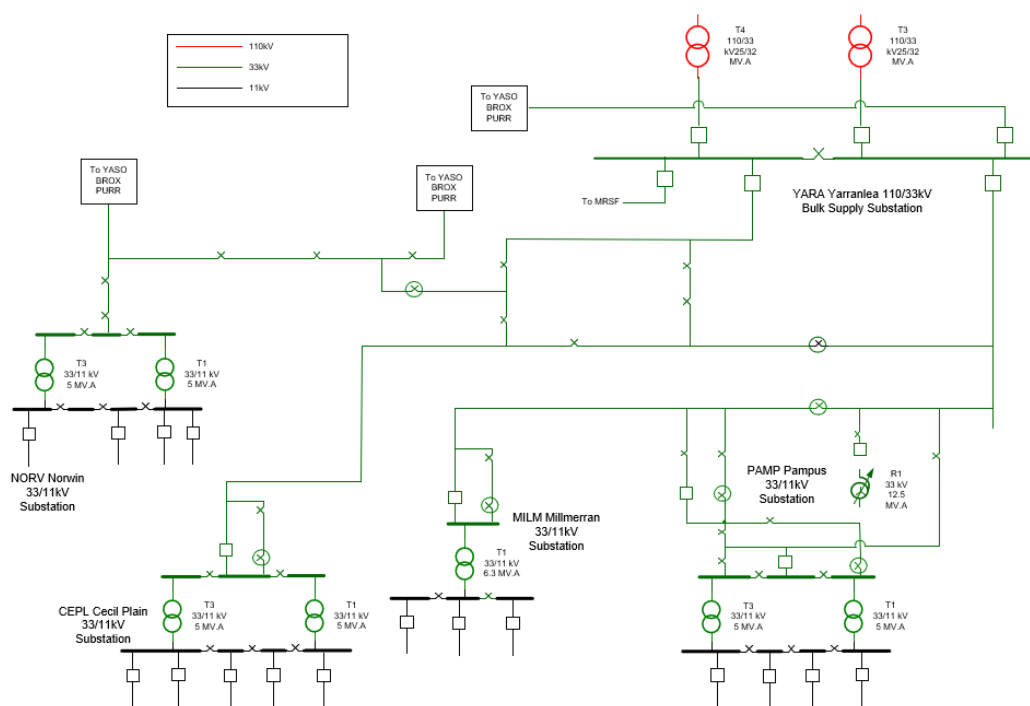 110kV
33kV
11kV
T4
110/33
kV25/32
MV.A
T3
110/33
kV25/32
MV.A
To YASO
BROX
PURR
To YASO
BROX
PURR
To YASO
BROX
PURR
To MRSF
YARA Yarranlea 110/33kV
Bulk Supply Substation
T3
33/11 kV
5 MV.A
T1
33/11 kV
5 MV.A
NORV Norwin
33/11kV
Substation
PAMP Pampus
33/11kV
Substation
R1
33 kV
12.5
MV.A
MILM Millmerran
33/11kV
Substation
T1
33/11 kV
6.3 MV.A
CEPL Cecil Plain
33/11kV
Substation
T3
33/11 kV
5 MV.A
T1
33/11 kV
5 MV.A
T3
33/11 kV
5 MV.A
T1
33/11 kV
5 MV.A